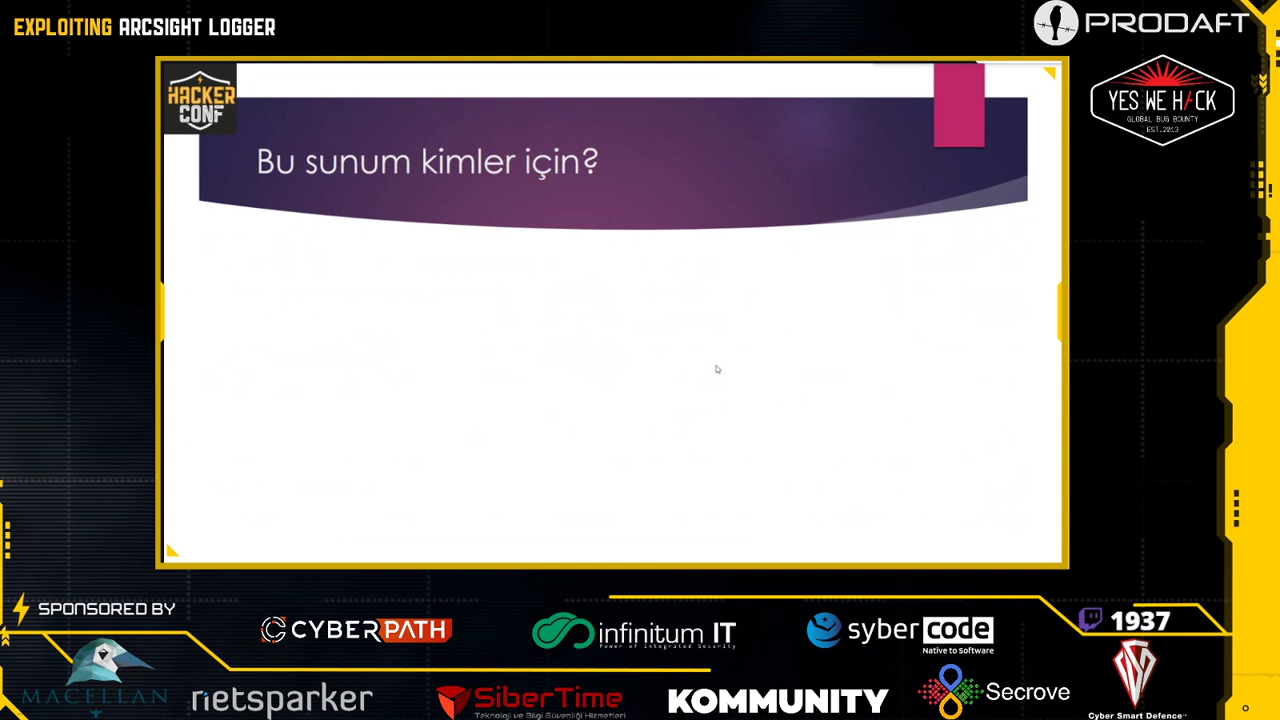 EXPLOITING ARCSIGHT LOGGER
PRODAFT
HACKER
CONF
YES WE H/CK
GLOBAL BUG BOUNTY
EST.2013
Bu sunum kimler için?
SPONSORED BY
CYBERPATH
infinitum IT
Power of Integrated Security
syber code
Native to Software
1937
MACELLAN
netsparker
SiberTime
Teknoloji ve Bilgi Güvenliği Hizmetleri
KOMMUNITY
Secrove
Cyber Smart Defence